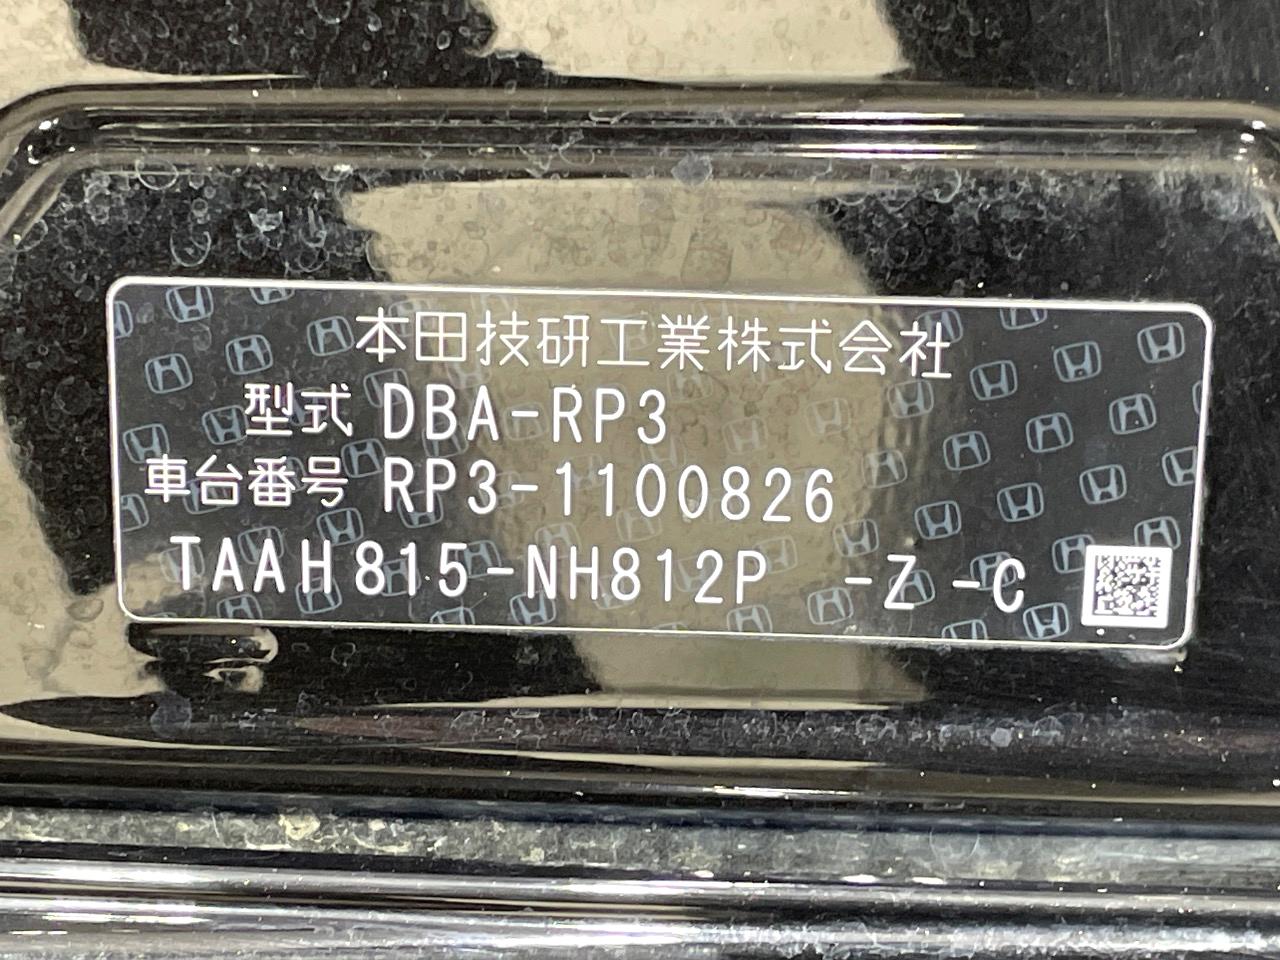 本田技研工業株式会社
型式 DBA-RP3
車台番号 RP3-1100826
TAAH815-NH812P -Z-C